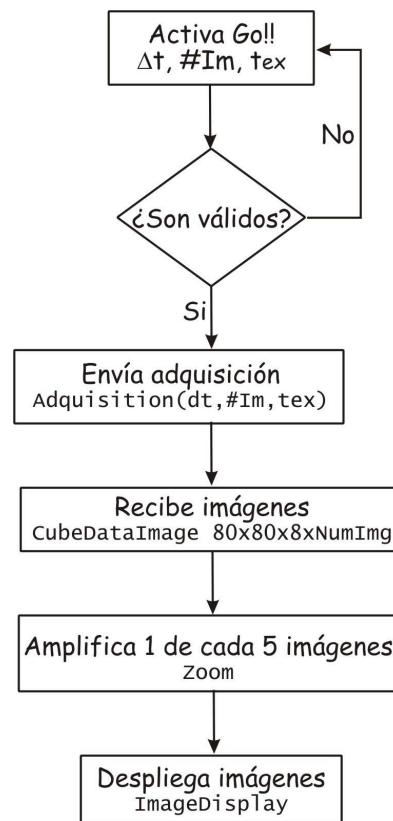 Activa Go!!
Δt, #Im, tex
No
¿Son válidos?
Si
Envía adquisición
Adquisition(dt,#Im,tex)
Recibe imágenes
CubeDataImage 80x80x8xNumImg
Amplifica 1 de cada 5 imágenes
Zoom
Despliega imágenes
ImageDisplay